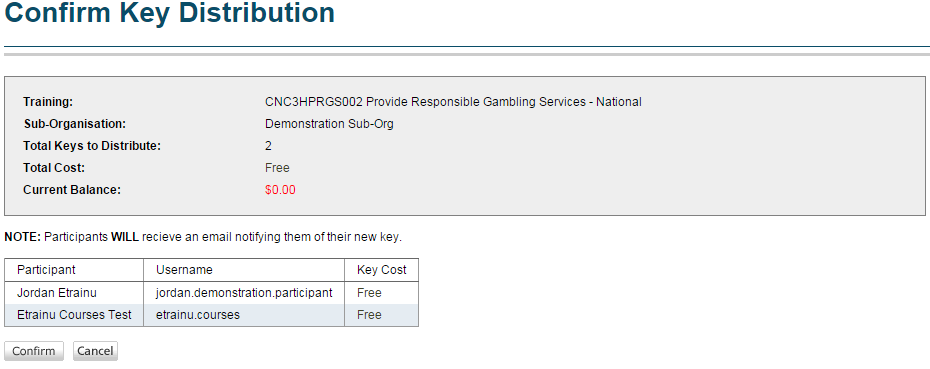 Confirm Key Distribution
Training: CNC3HPRGS002 Provide Responsible Gambling Services - National
Sub-Organisation: Demonstration Sub-Org
Total Keys to Distribute: 2
Total Cost: Free
Current Balance: $0.00
NOTE: Participants WILL recieve an email notifying them of their new key.
Participant Username Key Cost
Jordan Etrainu jordan.demonstration.participant Free
Etrainu Courses Test etrainu.courses Free
Confirm Cancel